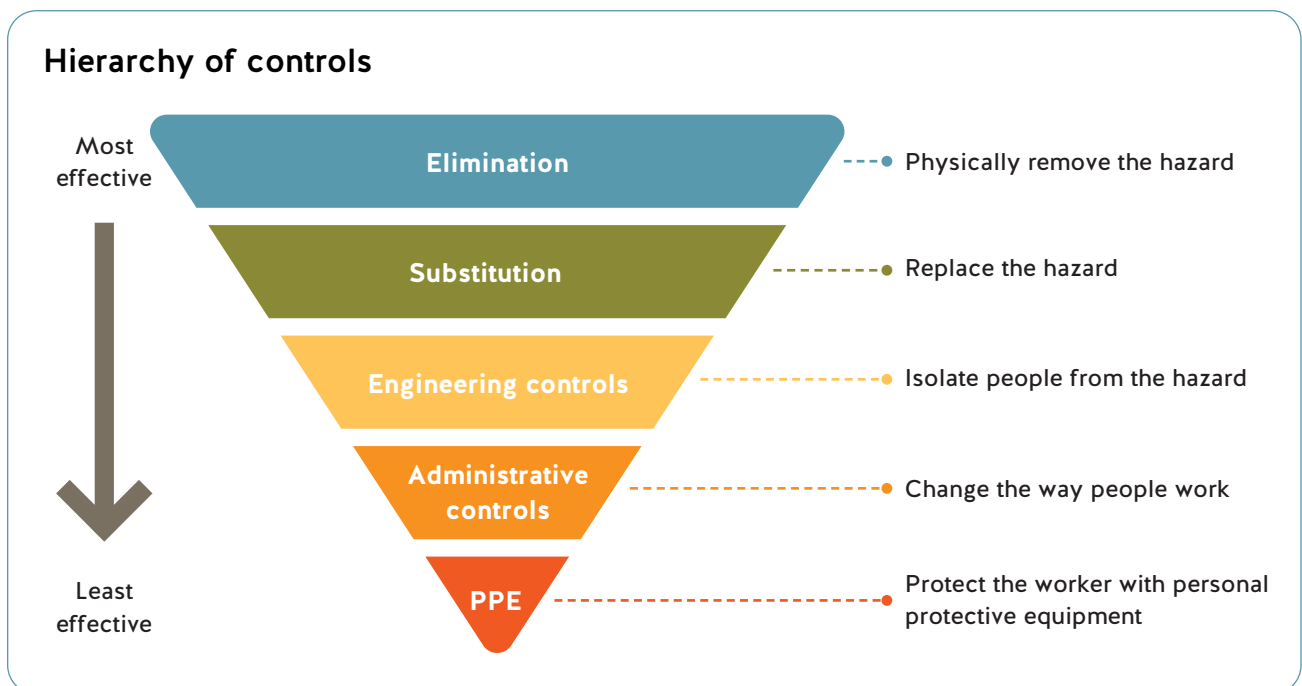 Hierarchy of controls
Most
effective
Elimination
Physically remove the hazard
Substitution
Replace the hazard
Engineering controls
Isolate people from the hazard
Administrative
controls
Change the way people work
Least
effective
PPE
Protect the worker with personal
protective equipment